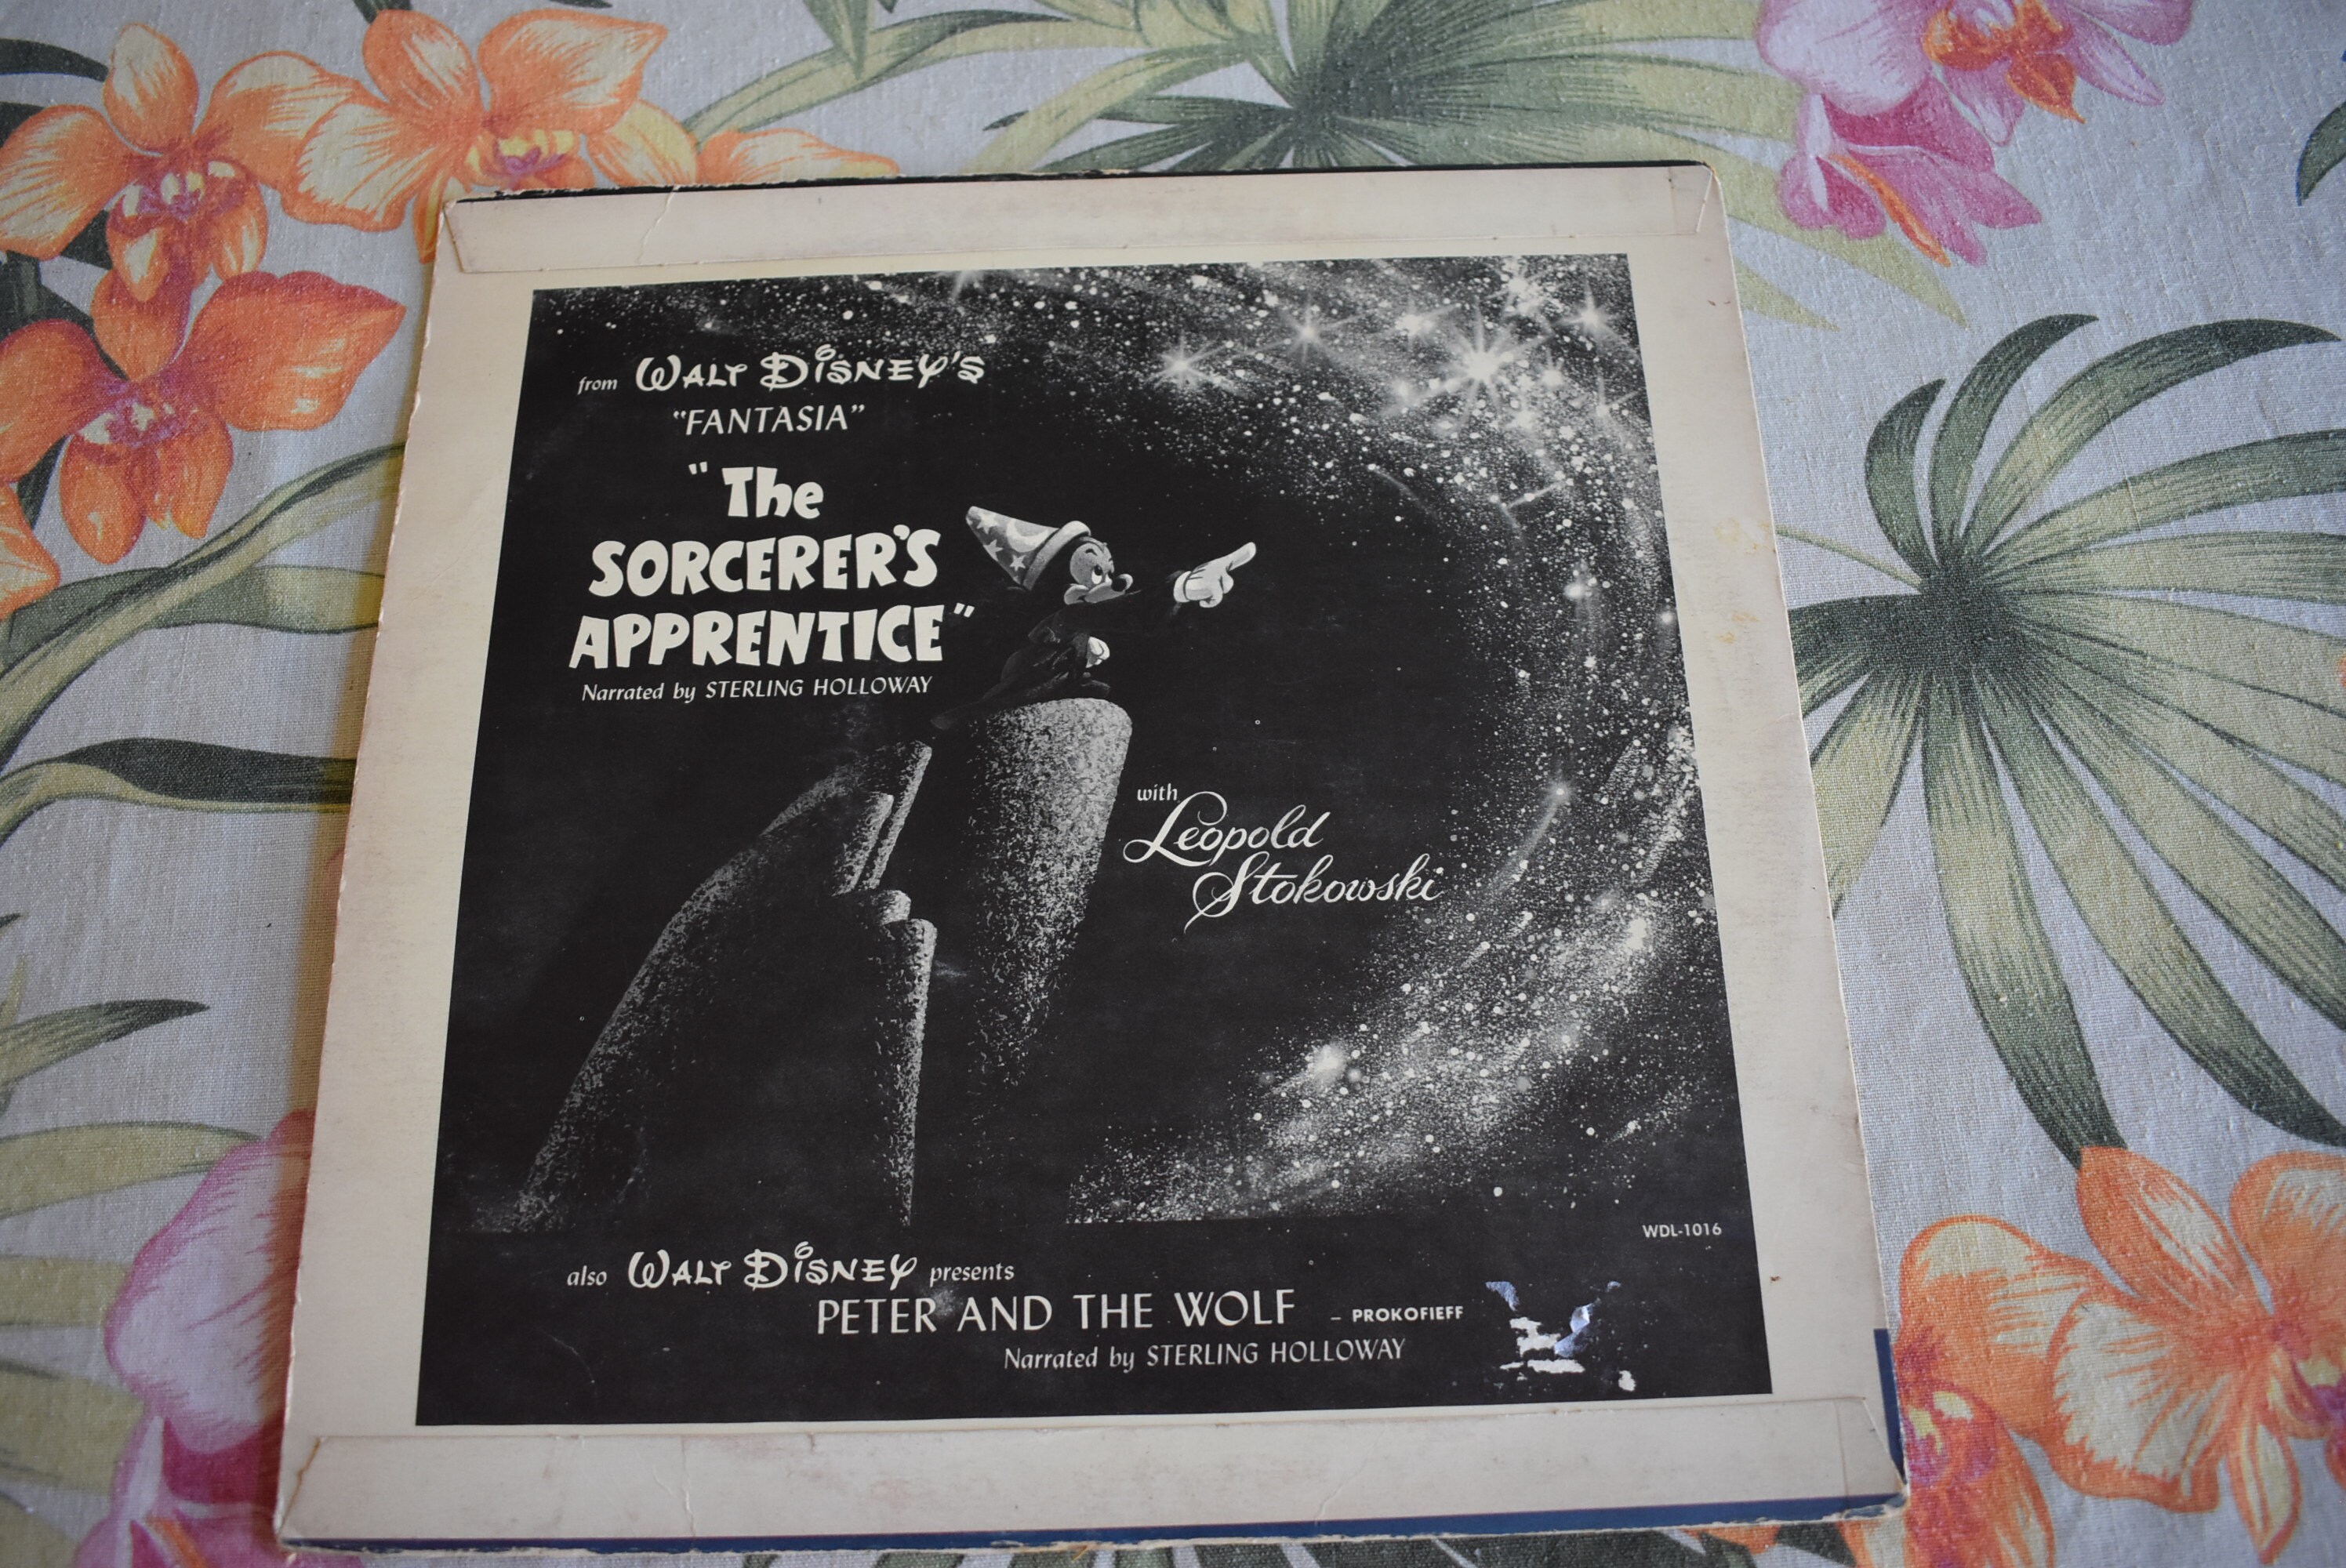 from WALT DISNEY'S
"FANTASIA"
"The
SORCERER'S
APPRENTICE"
Narrated by STERLING HOLLOWAY
with
Leopold
Stokowski
WDL-1016
also WALT DISNEY presents
PETER AND THE WOLF – PROKOFIEFF
Narrated by STERLING HOLLOWAY